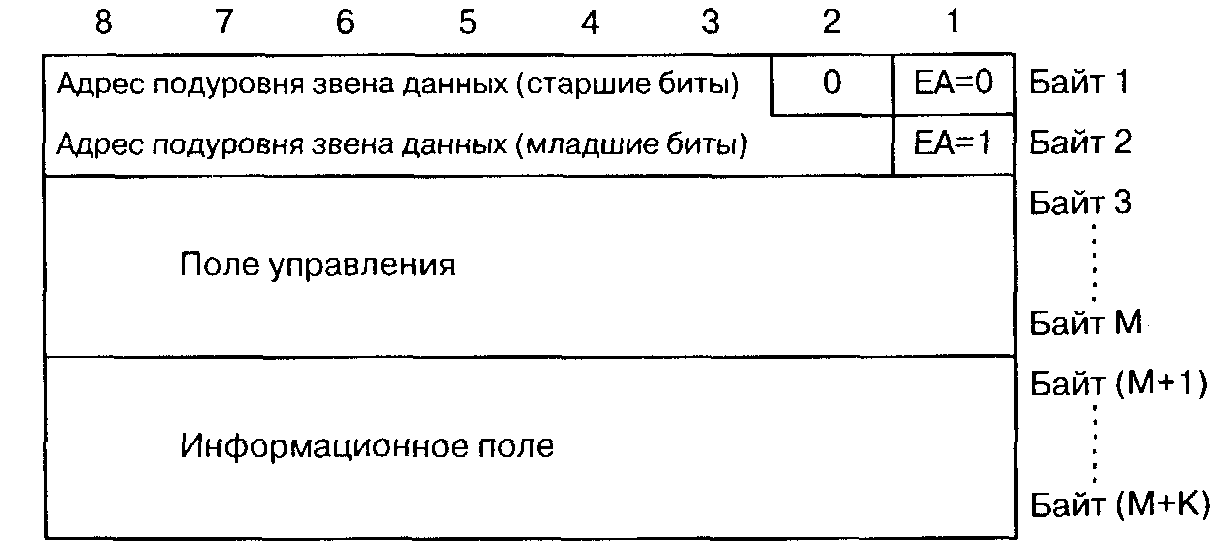 8 7 6 5 4 3 2 1
Адрес подуровня звена данных (старшие биты) 0 EA=0 Байт 1
Адрес подуровня звена данных (младшие биты) EA=1 Байт 2
Байт 3
Поле управления
Байт M
Байт (M+1)
Информационное поле
Байт (M+K)